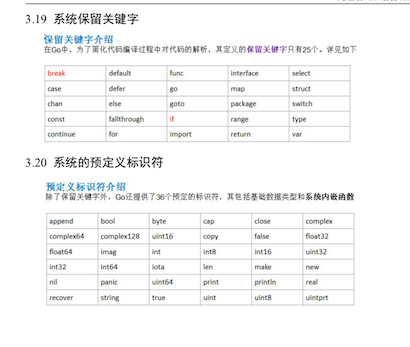 3.19 系统保留关键字
保留关键字介绍
在Go中，为了简化代码编译过程中对代码的解析，其定义的保留关键字只有25个，详见如下
break default func interface select
case defer go map struct
chan else goto package switch
const fallthrough if range type
continue for import return var
3.20 系统的预定义标识符
预定义标识符介绍
除了保留关键字外，Go还提供了36个预定的标识符，其包括基础数据类型和系统内嵌函数
append bool byte cap close complex
complex64 complex128 uint16 copy false float32
float64 imag int int8 int16 uint32
int32 int64 iota len make new
nil panic uint64 print println real
recover string true uint uint8 uintprt